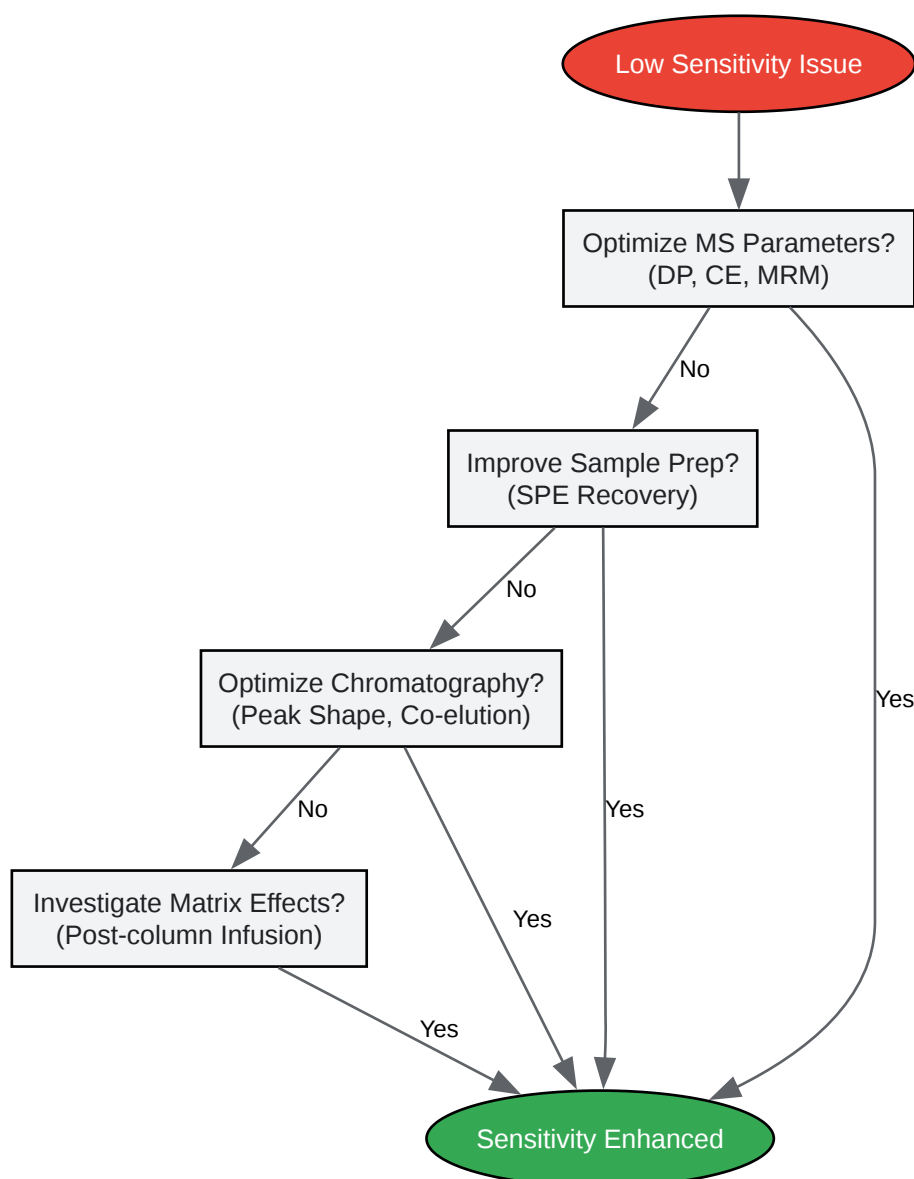 Low Sensitivity Issue
Optimize MS Parameters?
(DP, CE, MRM)
No
Improve Sample Prep?
(SPE Recovery)
No
Optimize Chromatography?
(Peak Shape, Co-elution)
Yes
No
Yes
Investigate Matrix Effects?
(Post-column Infusion)
Yes
Yes
Sensitivity Enhanced